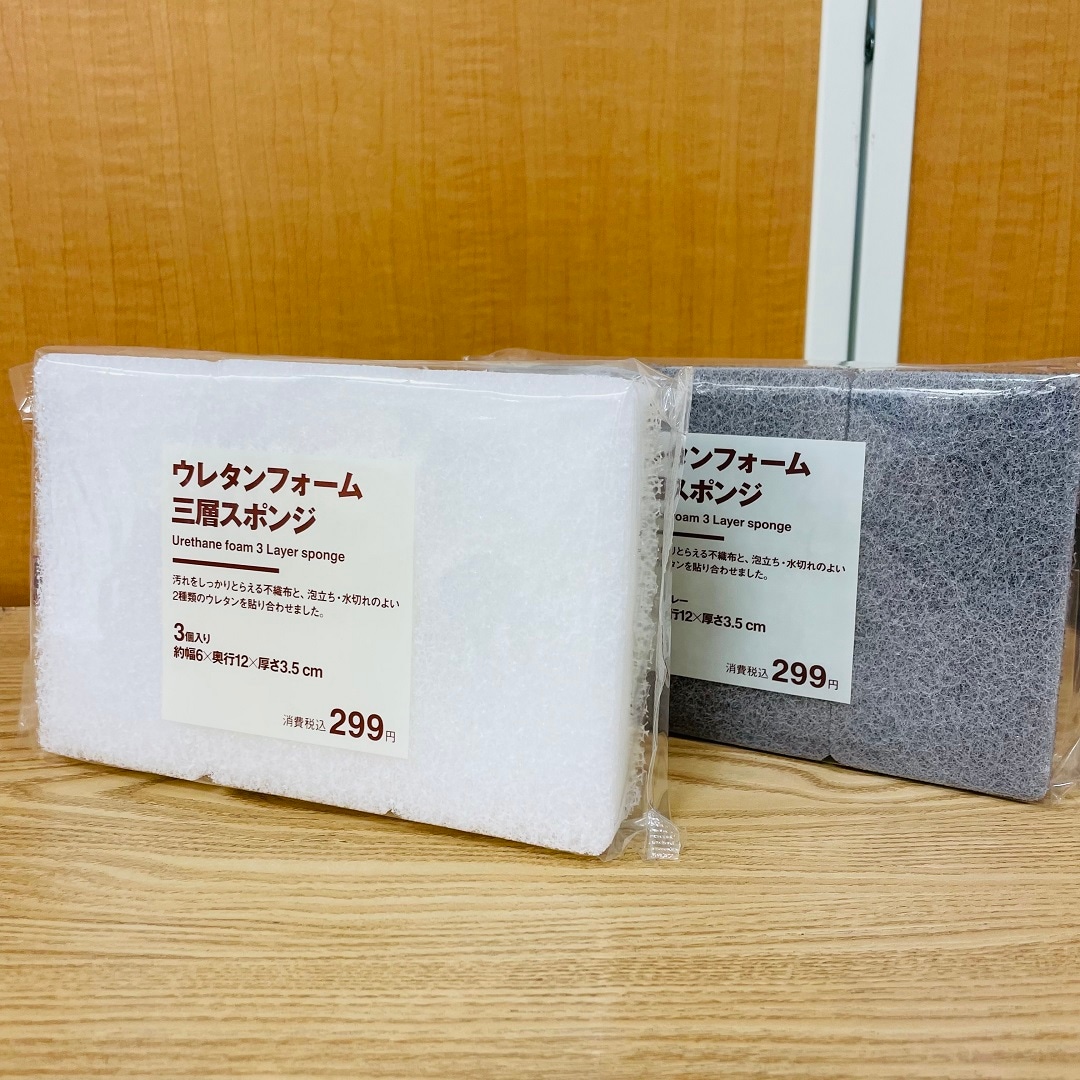 ウレタンフォーム
三層スポンジ
Urethane foam 3 Layer sponge
汚れをしっかりとらえる不織布と、泡立ち・水切れのよい
2種類のウレタンを貼り合わせました。
3個入り
約幅6×奥行12×厚さ3.5 cm
消費税込 299円
タンフォーム
スポンジ
foam 3 Layer sponge
りとらえる不織布と、泡立ち・水切れのよい
タンを貼り合わせました。
レー
行12×厚さ3.5 cm
消費税込 299円